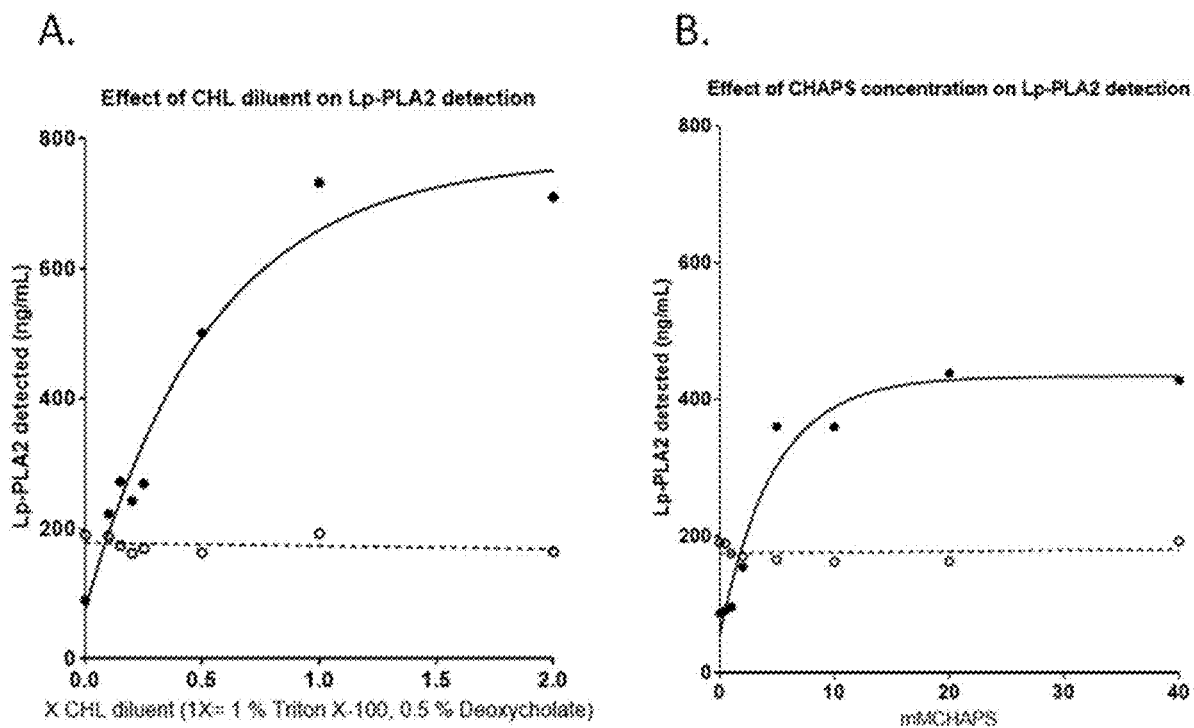 A.
Effect of CHL diluent on Lp-PLA2 detection
Lp-PLA2 detected (ng/mL)
800
600
400
200
0
0.0 0.5 1.0 1.5 2.0
X CHL diluent (1X= 1 % Triton X-100, 0.5 % Deoxycholate)
B.
Effect of CHAPS concentration on Lp-PLA2 detection
Lp-PLA2 detected (ng/mL)
800
600
400
200
0
0 10 20 30 40
mMCHAPS